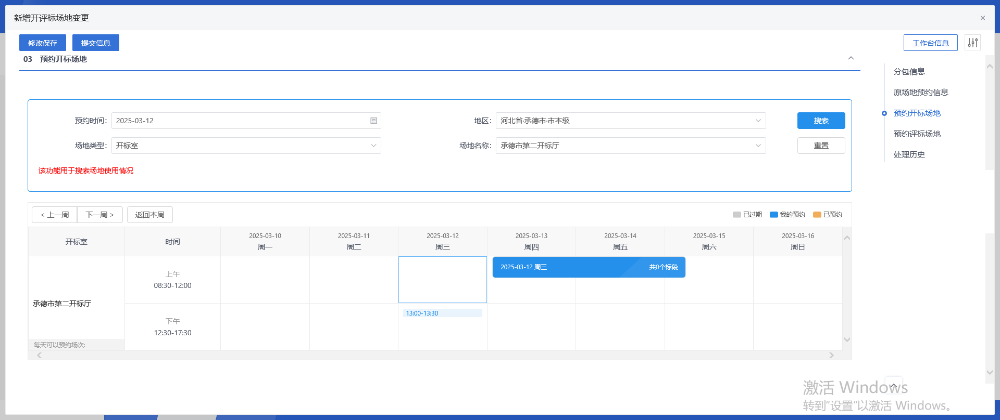 新增开评标场地变更
×
修改保存
提交信息
工作台信息
03 预约开标场地
分包信息
原场地预约信息
预约开标场地
预约评标场地
处理历史
预约时间：
2025-03-12
地区：
河北省·承德市·市本级
搜索
场地类型：
开标室
场地名称：
承德市第二开标厅
重置
该功能用于搜索场地使用情况
< 上一周
下一周 >
返回本周
已过期
我的预约
已预约
开标室
时间
2025-03-10
周一
2025-03-11
周二
2025-03-12
周三
2025-03-13
周四
2025-03-14
周五
2025-03-15
周六
2025-03-16
周日
上午
08:30-12:00
2025-03-12 周三
共0个标段
承德市第二开标厅
下午
12:30-17:30
13:00-13:30
每天可以预约场次:
激活 Windows
转到“设置”以激活 Windows。